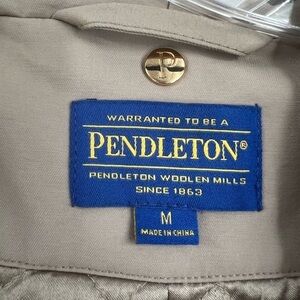 P
WARRANTED TO BE A
PENDLETON®
PENDLETON WOOLEN MILLS
SINCE 1863
M
MADE IN CHINA